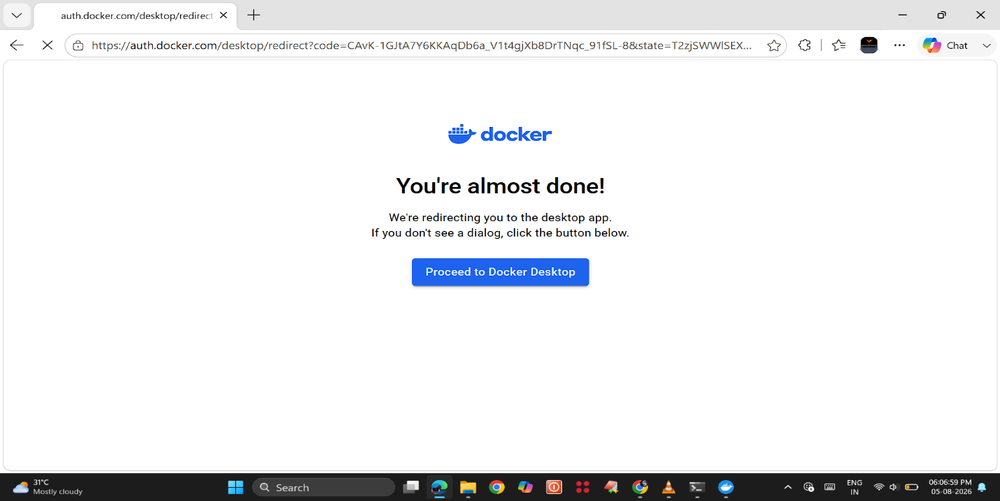 auth.docker.com/desktop/redirect
https://auth.docker.com/desktop/redirect?code=CAvK-1GJtA7Y6KKAqDb6a_V1t4gjXb8DrTNqc_91fSL-8&state=T2zjSWWlSEX...
Chat
docker
You're almost done!
We're redirecting you to the desktop app.
If you don't see a dialog, click the button below.
Proceed to Docker Desktop
31°C
Mostly cloudy
Search
ENG
IN
06:06:59 PM
05-08-2026